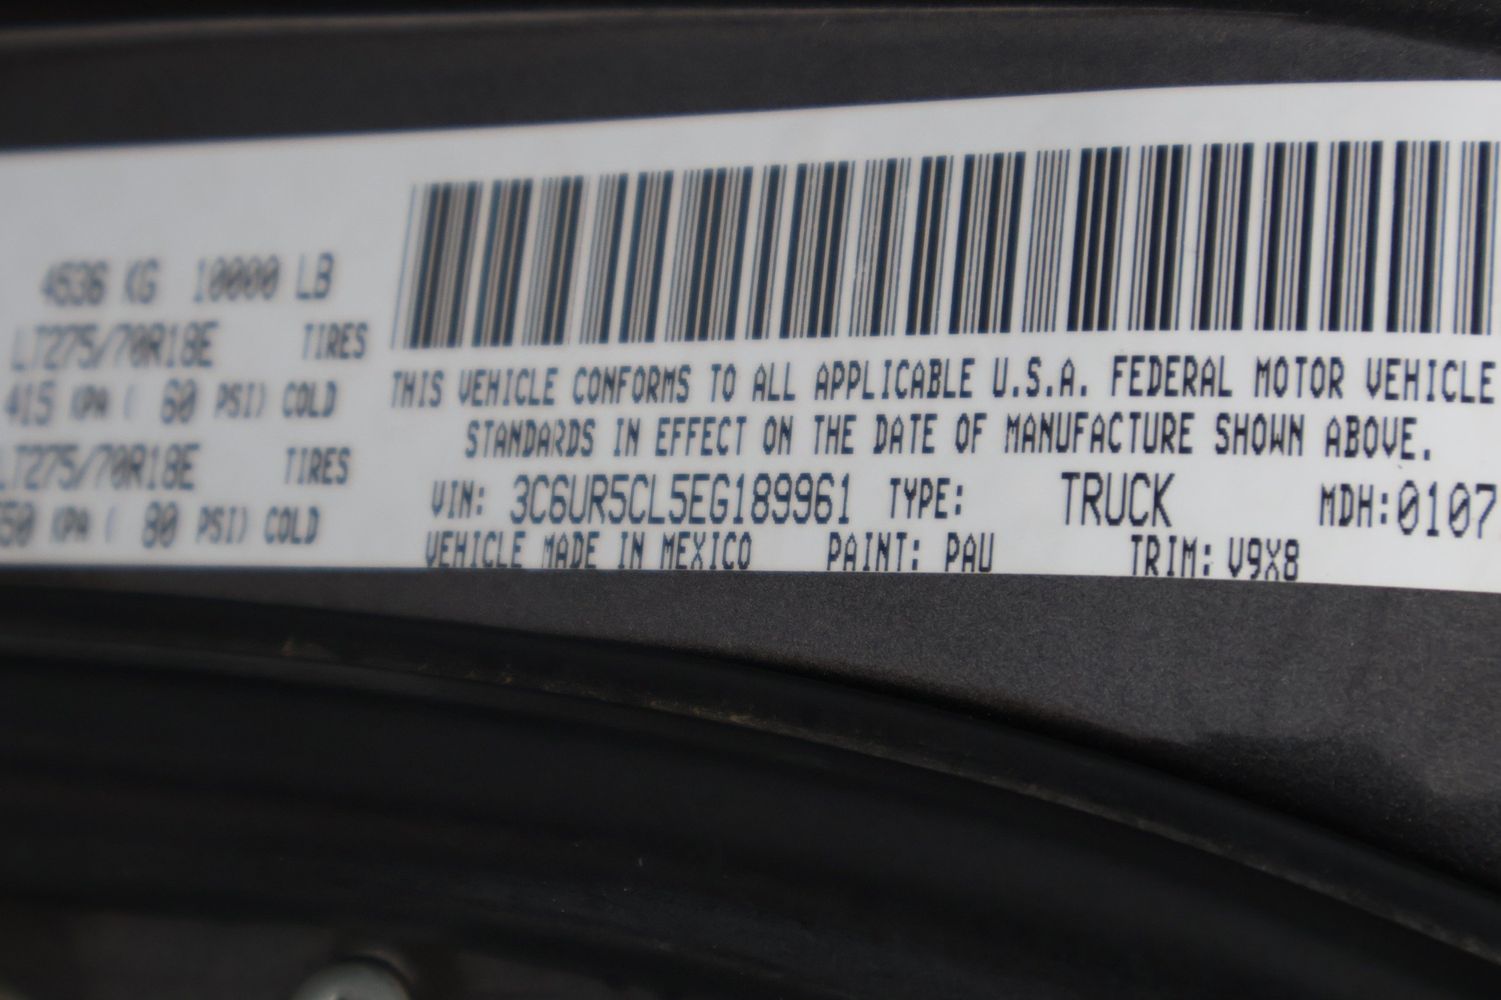 4536 KG 10000 LB
LT275/70R18E TIRES
415 KPA ( 60 PSI) COLD
LT275/70R18E TIRES
550 KPA ( 80 PSI) COLD
THIS VEHICLE CONFORMS TO ALL APPLICABLE U.S.A. FEDERAL MOTOR VEHICLE
STANDARDS IN EFFECT ON THE DATE OF MANUFACTURE SHOWN ABOVE.
VIN: 3C6UR5CL5EG189961 TYPE: TRUCK MDH: 0107
VEHICLE MADE IN MEXICO PAINT: PAU TRIM: V9X8